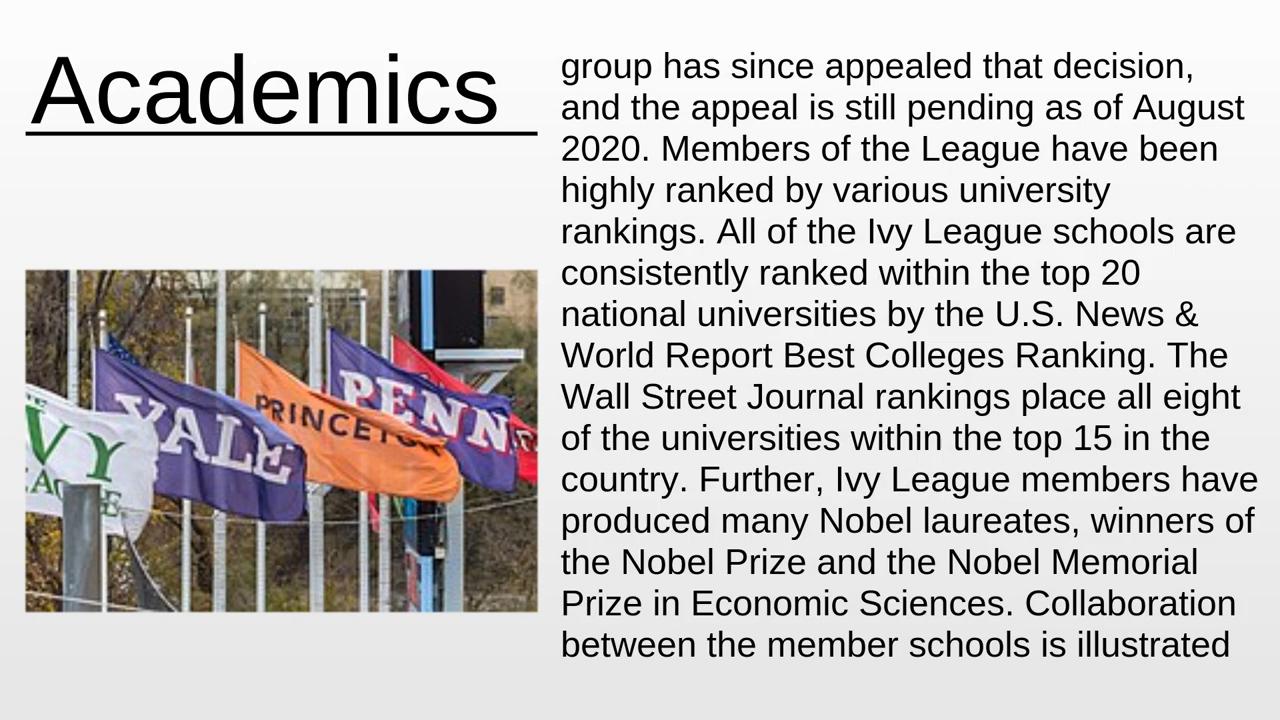 Academics
group has since appealed that decision,
and the appeal is still pending as of August
2020. Members of the League have been
highly ranked by various university
rankings. All of the Ivy League schools are
consistently ranked within the top 20
national universities by the U.S. News &
World Report Best Colleges Ranking. The
Wall Street Journal rankings place all eight
of the universities within the top 15 in the
country. Further, Ivy League members have
produced many Nobel laureates, winners of
the Nobel Prize and the Nobel Memorial
Prize in Economic Sciences. Collaboration
between the member schools is illustrated
YALE
PRINCETON
PENN